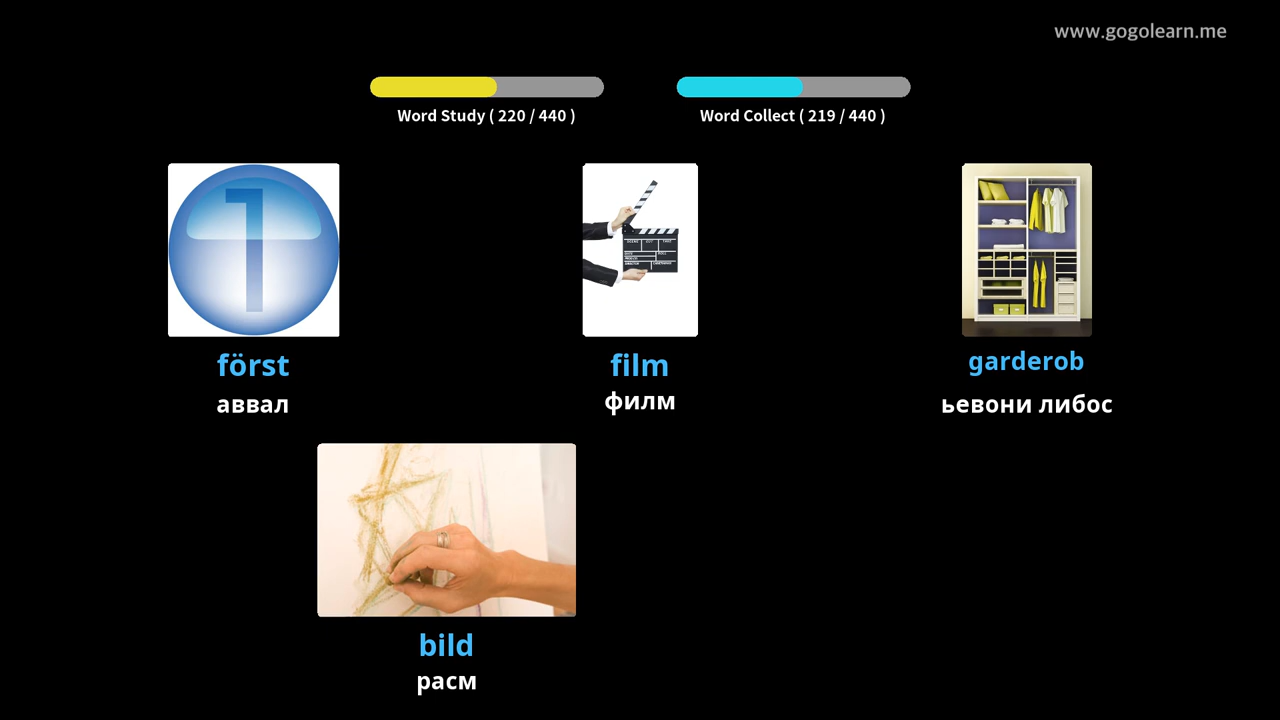 www.gogolearn.me
Word Study ( 220 / 440 )
Word Collect ( 219 / 440 )
1
först
аввал
film
филм
garderob
ьевони либос
bild
расм